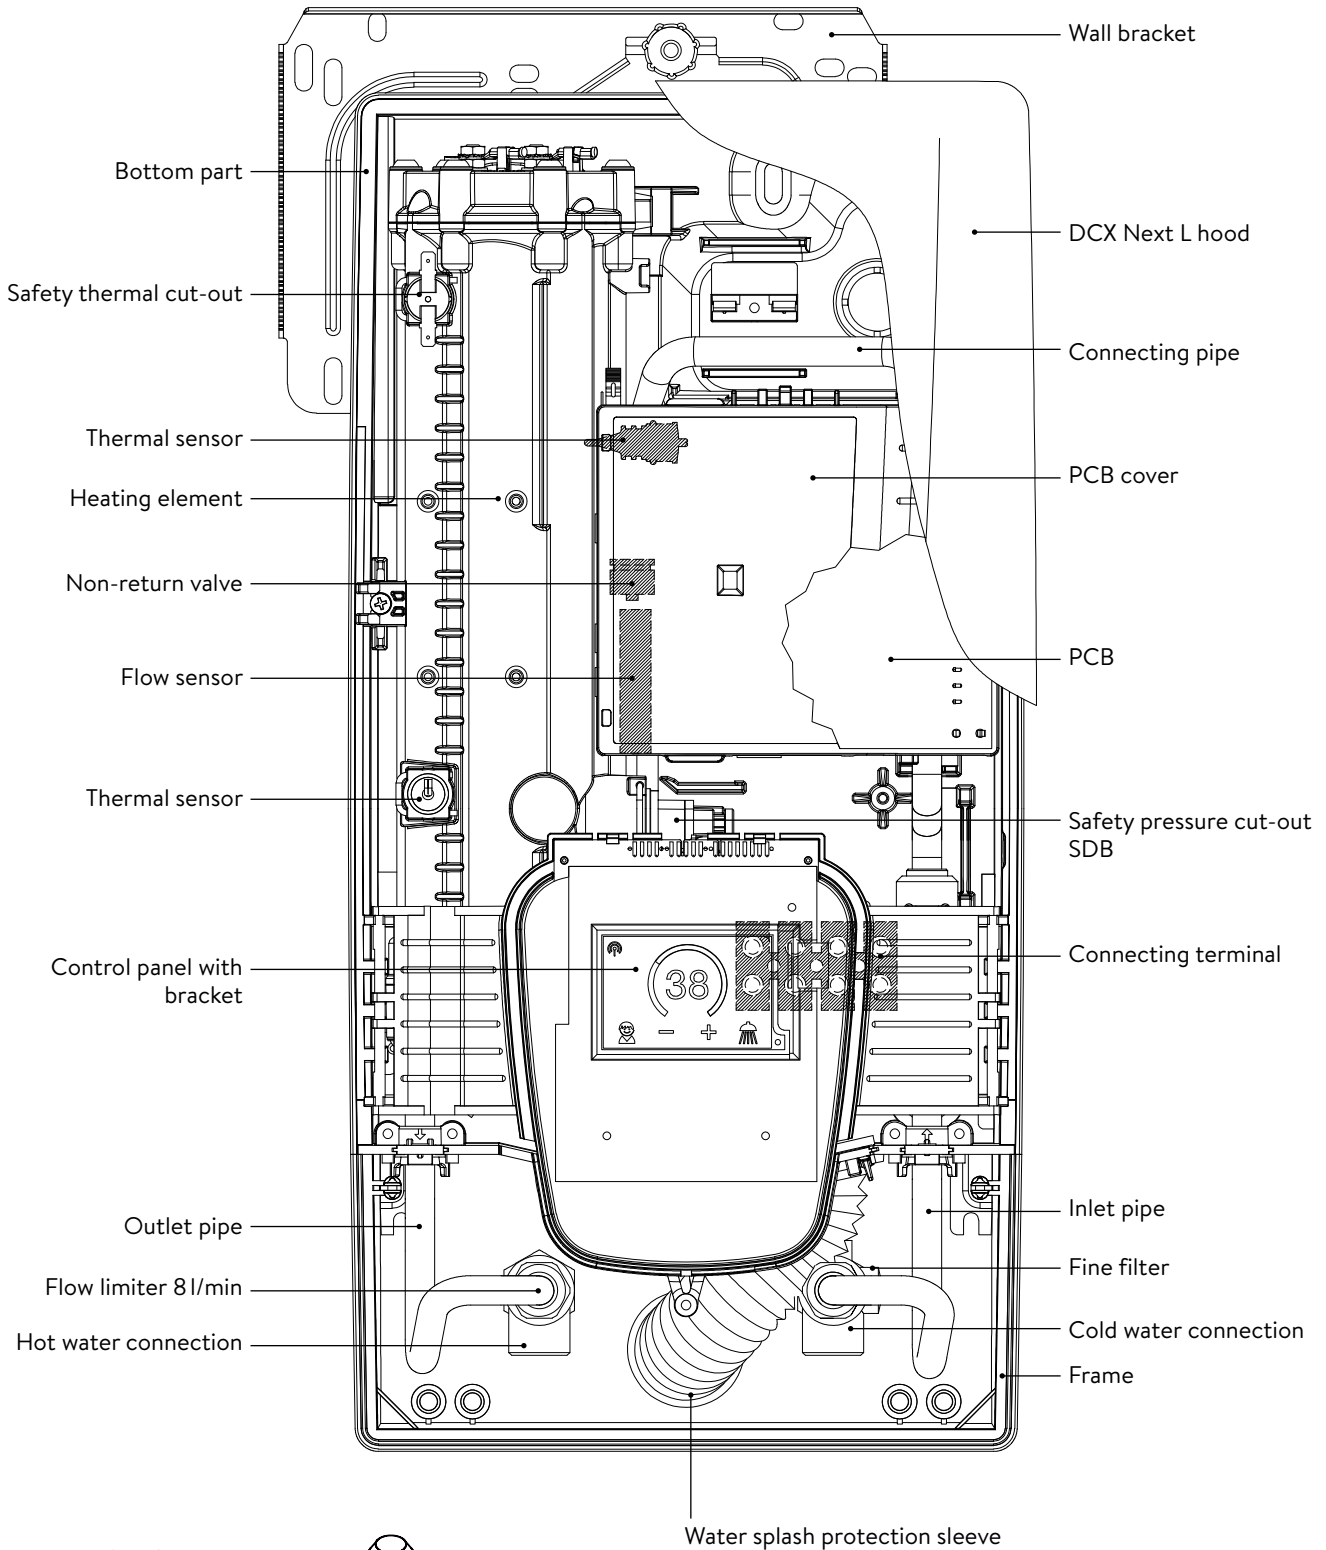 Wall bracket
Bottom part
DCX Next L hood
Safety thermal cut-out
Connecting pipe
Thermal sensor
PCB cover
Heating element
Non-return valve
PCB
Flow sensor
Thermal sensor
Safety pressure cut-out
SDB
Connecting terminal
Control panel with
bracket
38
Inlet pipe
Outlet pipe
Fine filter
Flow limiter 8 l/min
Cold water connection
Hot water connection
Frame
Water splash protection sleeve